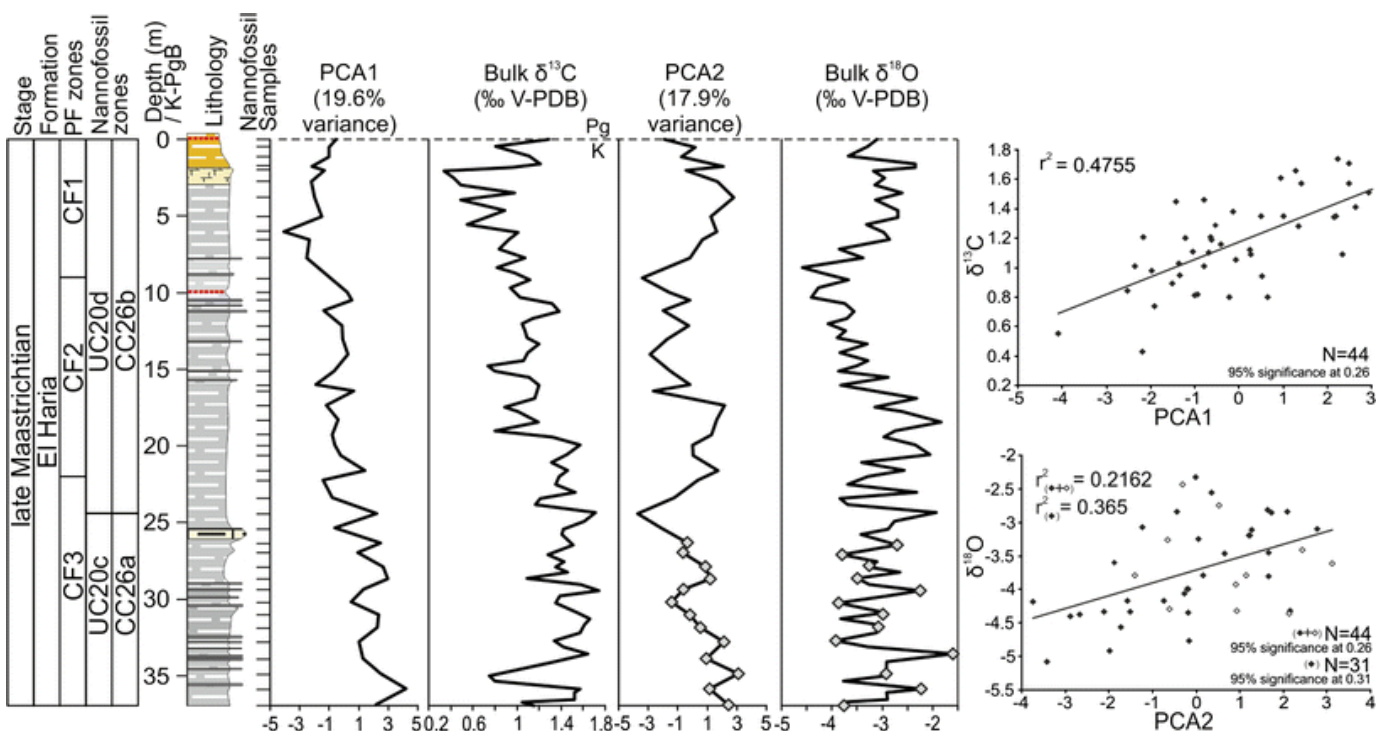 Stage
Formation
PF zones
Nannofossil
zones
Depth (m)
/ K-PgB
Lithology
Nannofossil
Samples
PCA1
(19.6%
variance)
Bulk δ¹³C
(‰ V-PDB)
PCA2
(17.9%
variance)
Bulk δ¹⁸O
(‰ V-PDB)
Pg
K
late Maastrichtian
El Haria
CF1
CF2
CF3
UC20d
UC20c
CC26b
CC26a
0
5
10
15
20
25
30
35
-5 -3 -1 1 3 5
0.2 0.6 1 1.4 1.8
-5 -3 -1 1 3 5
-4 -3 -2
1.8
1.6
1.4
1.2
1
0.8
0.6
0.4
0.2
δ¹³C
r² = 0.4755
N=44
95% significance at 0.26
-5 -4 -3 -2 -1 0 1 2 3
PCA1
-2
-2.5
-3
-3.5
-4
-4.5
-5
-5.5
δ¹⁸O
r²(◆+◇) = 0.2162
r²(◆) = 0.365
(◆+◇) N=44
95% significance at 0.26
(◆) N=31
95% significance at 0.31
-4 -3 -2 -1 0 1 2 3 4
PCA2